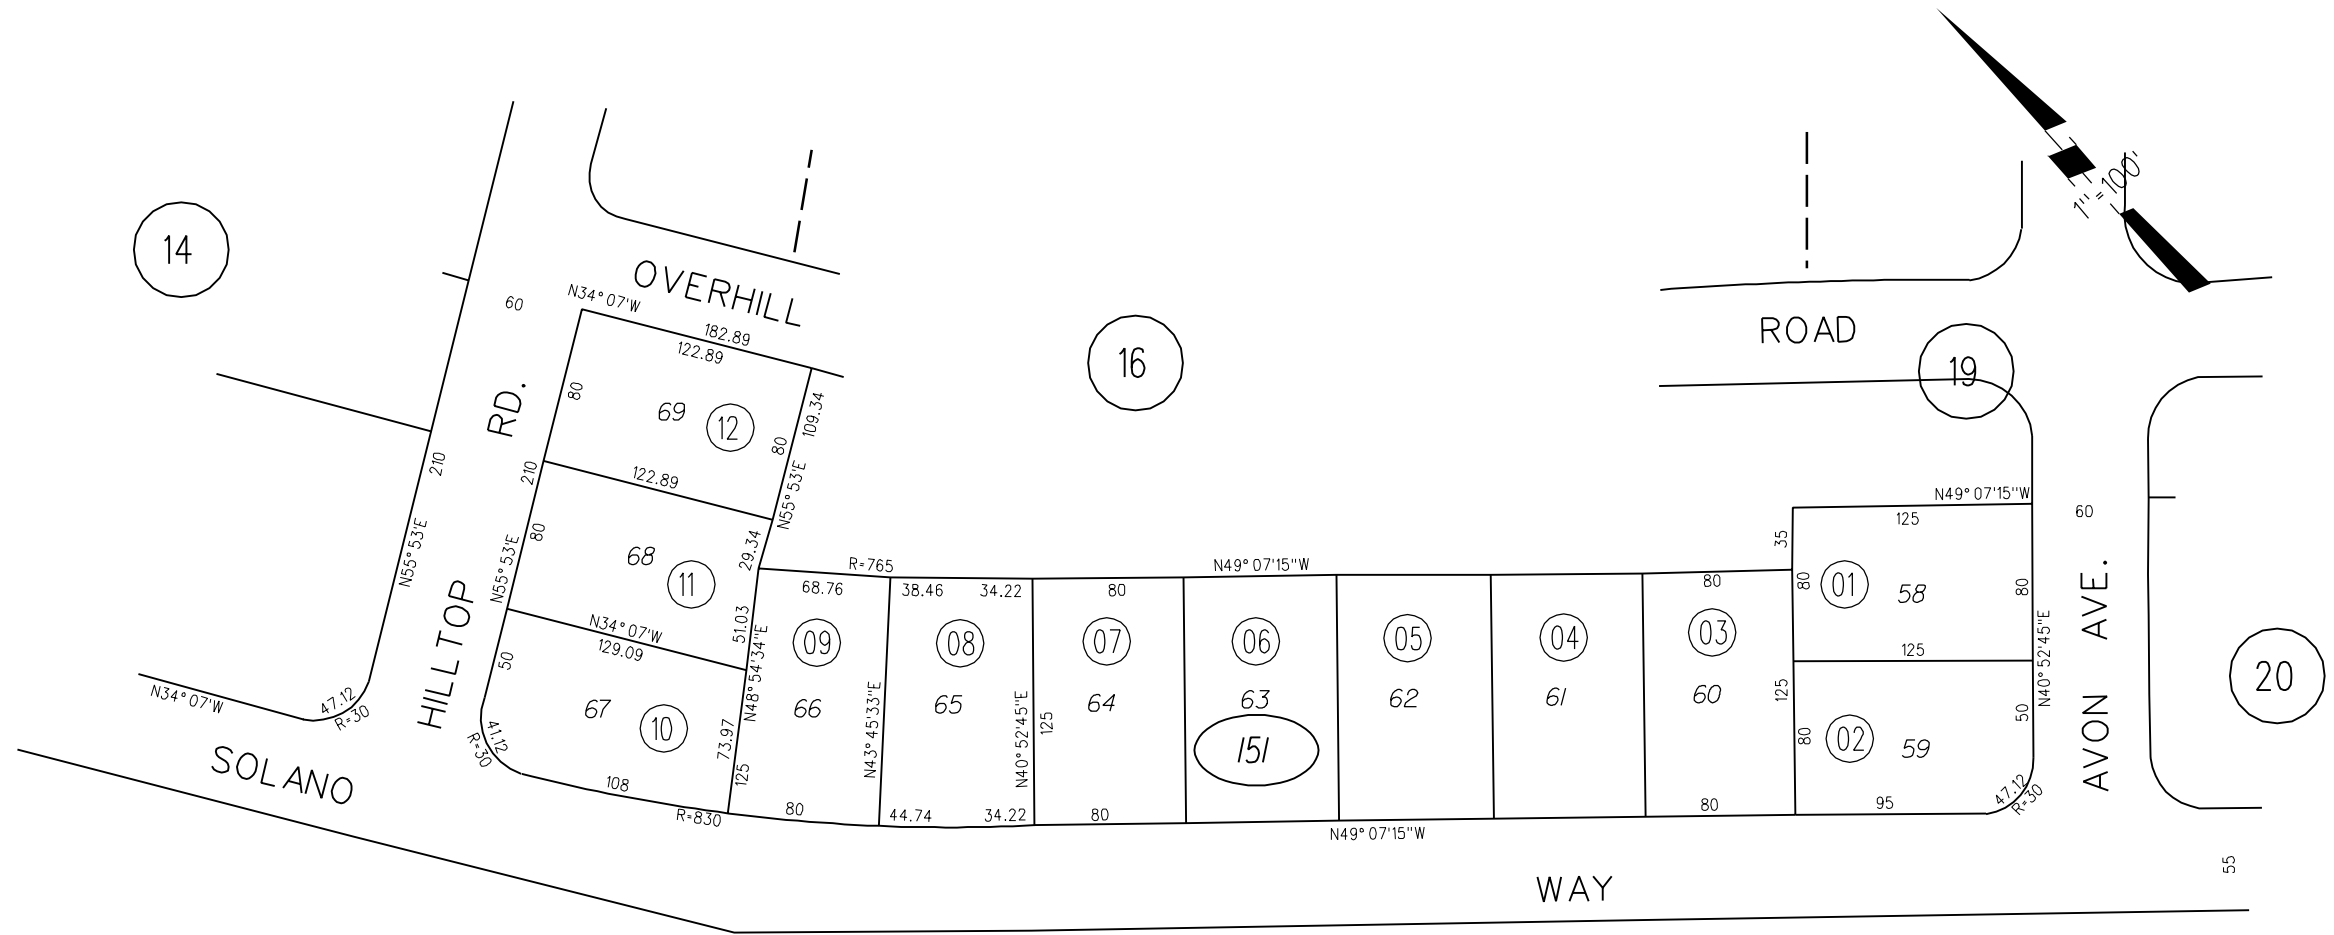 1"=100'
14
OVERHILL
N34°07'W
60
182.89
122.89
16
ROAD
19
80
69
12
80
109.34
RD.
210
210
122.89
N55°53'E
N49°07'15"W
125
60
N55°53'E
80
68
11
29.34
N55°53'E
R=765
N49°07'15"W
35
68.76
38.46
34.22
80
80
80
01
58
80
HILLTOP
N34°07'W
129.09
51.03
N48°54'34"E
09
08
07
06
05
04
03
125
N40°52'45"E
AVON AVE.
20
50
67
10
73.97
125
66
N43°45'33"E
65
N40°52'45"E
125
64
63
151
62
61
60
125
80
02
59
50
N34°07'W
47.12
R=30
41.12
R=30
SOLANO
108
R=830
80
44.74
34.22
80
N49°07'15"W
80
95
47.12
R=30
WAY
55